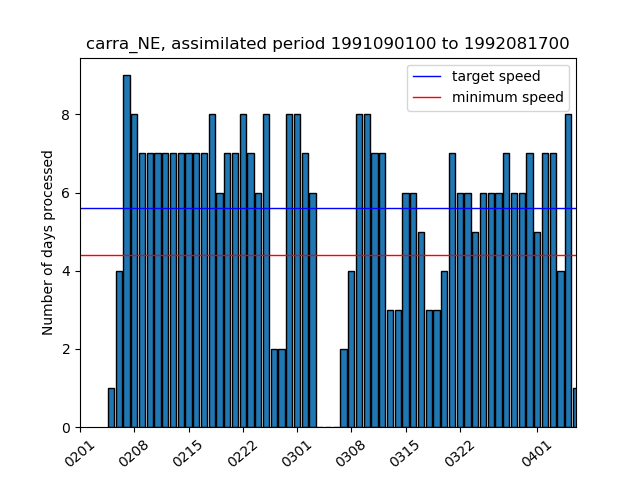 carra_NE, assimilated period 1991090100 to 1992081700
target speed
minimum speed
Number of days processed
8
6
4
2
0
0201 0208 0215 0222 0301 0308 0315 0322 0401